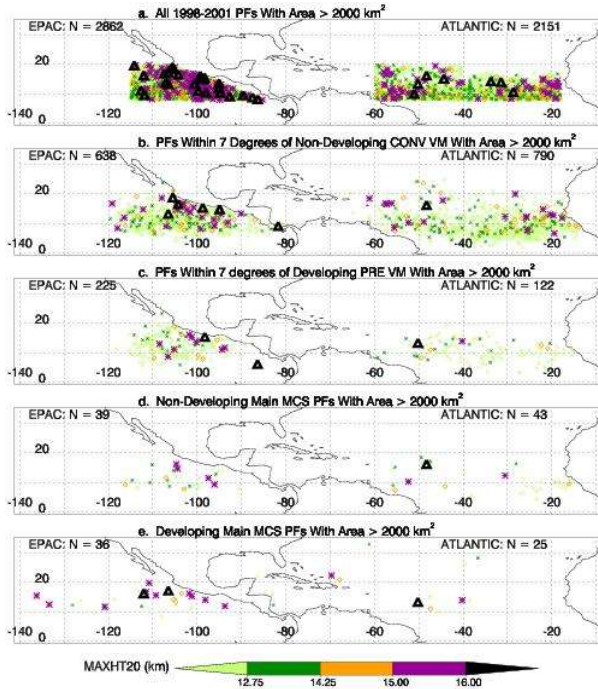 a. All 1998-2001 PFs With Area > 2000 km²
EPAC: N = 2862
ATLANTIC: N = 2151
20
0
-140 -120 -100 -80 -60 -40 -20
b. PFs Within 7 Degrees of Non-Developing CONV VM With Area > 2000 km²
EPAC: N = 638
ATLANTIC: N = 790
20
0
-140 -120 -100 -80 -60 -40 -20
c. PFs Within 7 degrees of Developing PRE VM With Area > 2000 km²
EPAC: N = 225
ATLANTIC: N = 122
20
0
-140 -120 -100 -80 -60 -40 -20
d. Non-Developing Main MCS PFs With Area > 2000 km²
EPAC: N = 39
ATLANTIC: N = 43
20
0
-140 -120 -100 -80 -60 -40 -20
e. Developing Main MCS PFs With Area > 2000 km²
EPAC: N = 36
ATLANTIC: N = 25
20
0
-140 -120 -100 -80 -60 -40 -20
MAXHT20 (km)
12.75 14.25 15.00 16.00